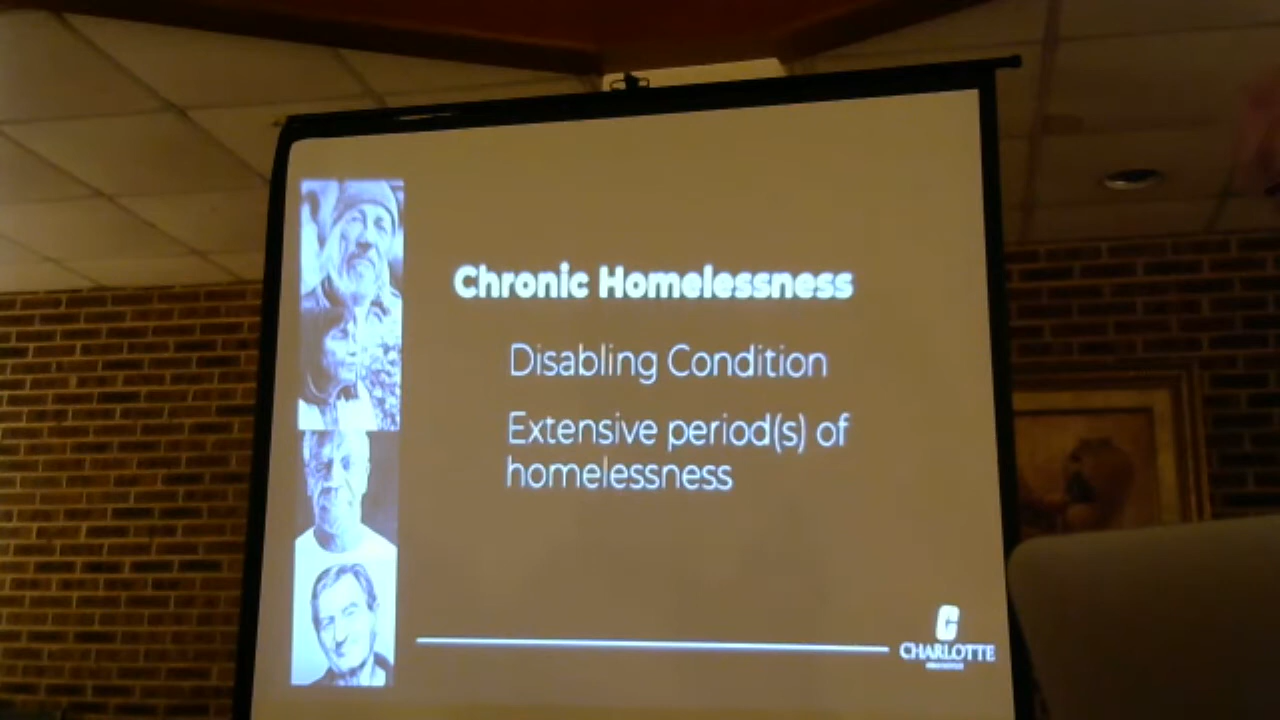 Chronic Homelessness
Disabling Condition
Extensive period(s) of
homelessness
CHARLOTTE